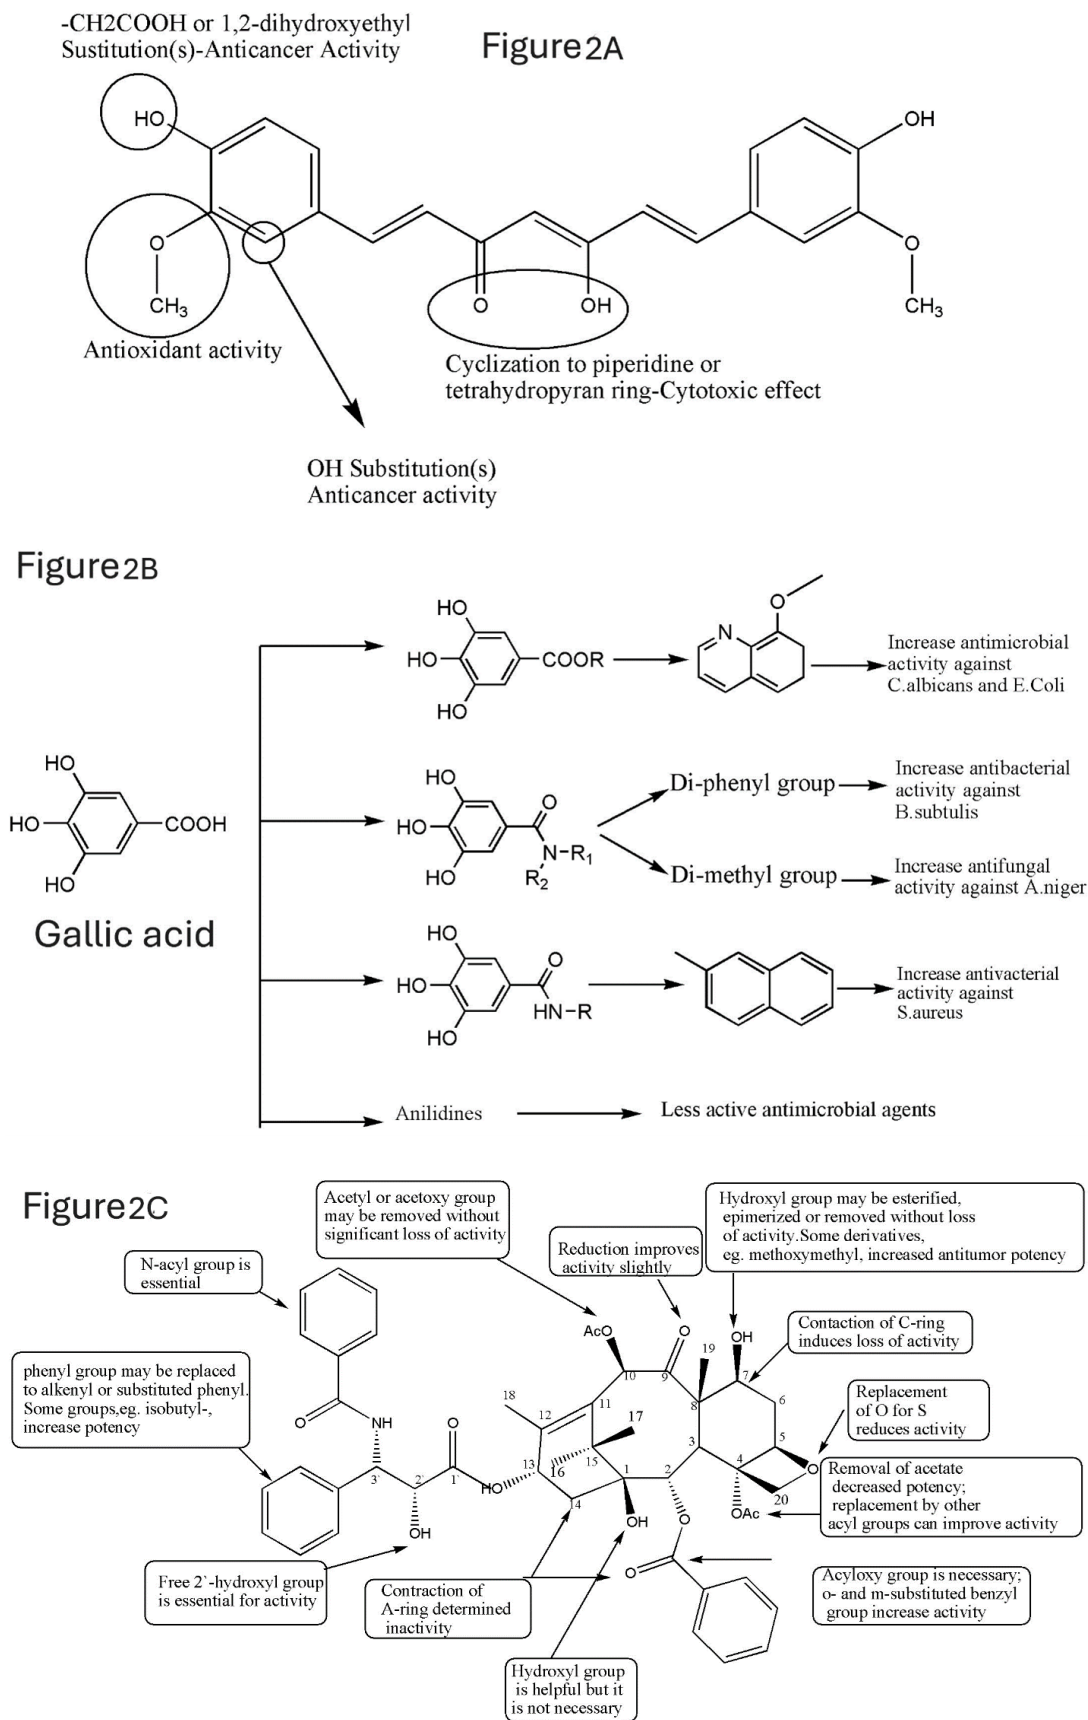 -CH2COOH or 1,2-dihydroxyethyl
Sustitution(s)-Anticancer Activity
Figure2A
HO
OH
O
CH3
O
OH
O
CH3
Antioxidant activity
Cyclization to piperidine or
tetrahydropyran ring-Cytotoxic effect
OH Substitution(s)
Anticancer activity
Figure2B
HO
HO
HO
COOH
Gallic acid
HO
HO
HO
COOR
N
O
Increase antimicrobial
activity against
C.albicans and E.Coli
HO
HO
HO
O
N-R1
R2
Di-phenyl group
Increase antibacterial
activity against
B.subtulis
Di-methyl group
Increase antifungal
activity against A.niger
HO
HO
HO
O
HN-R
Increase antivacterial
activity against
S.aureus
Anilidines
Less active antimicrobial agents
Figure2C
Acetyl or acetoxy group
may be removed without
significant loss of activity
Reduction improves
activity slightly
Hydroxyl group may be esterified,
epimerized or removed without loss
of activity.Some derivatives,
eg. methoxymethyl, increased antitumor potency
N-acyl group is
essential
Contaction of C-ring
induces loss of activity
phenyl group may be replaced
to alkenyl or substituted phenyl.
Some groups,eg. isobutyl-,
increase potency
Replacement
of O for S
reduces activity
Removal of acetate
decreased potency;
replacement by other
acyl groups can improve activity
AcO
O
19
OH
10
9
7
18
11
8
6
12
17
O
NH
O
3
5
13
16
15
1
2
4
O
3'
2'
1'
HO
14
20
OH
OH
O
OAc
O
Free 2`-hydroxyl group
is essential for activity
Contraction of
A-ring determined
inactivity
Acyloxy group is necessary;
o- and m-substituted benzyl
group increase activity
Hydroxyl group
is helpful but it
is not necessary